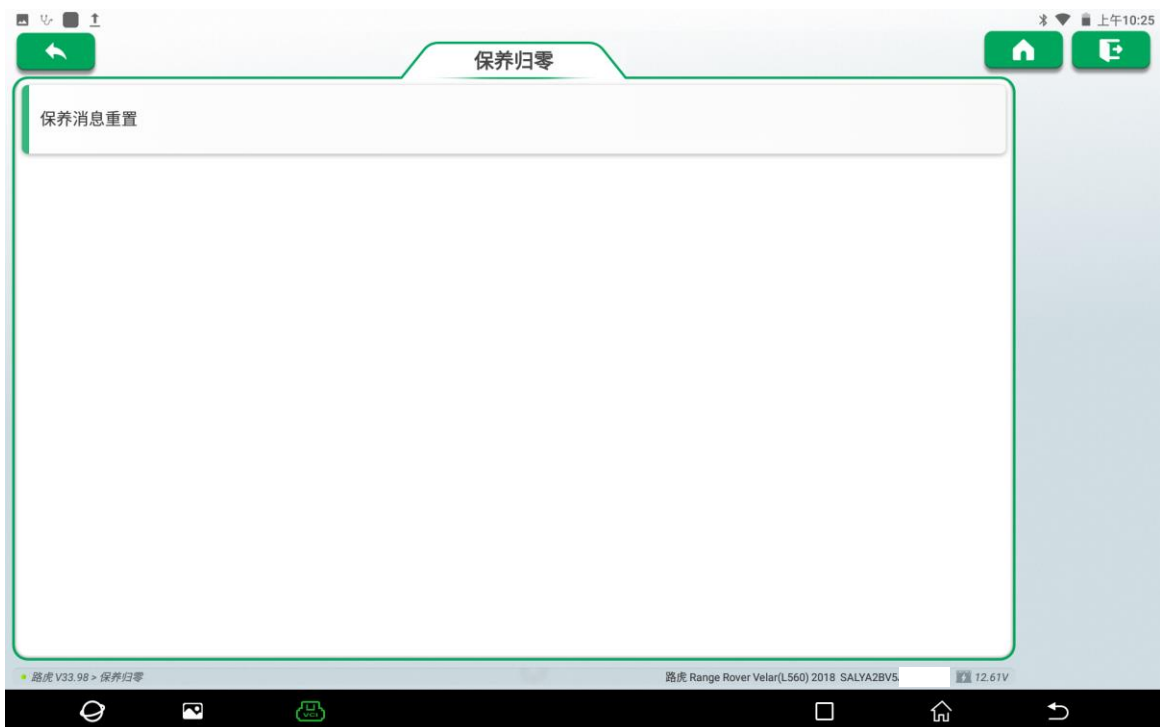 上午10:25
保养归零
保养消息重置
路虎 V33.98 > 保养归零
路虎 Range Rover Velar(L560) 2018 SALYA2BV5
12.61V
VCI